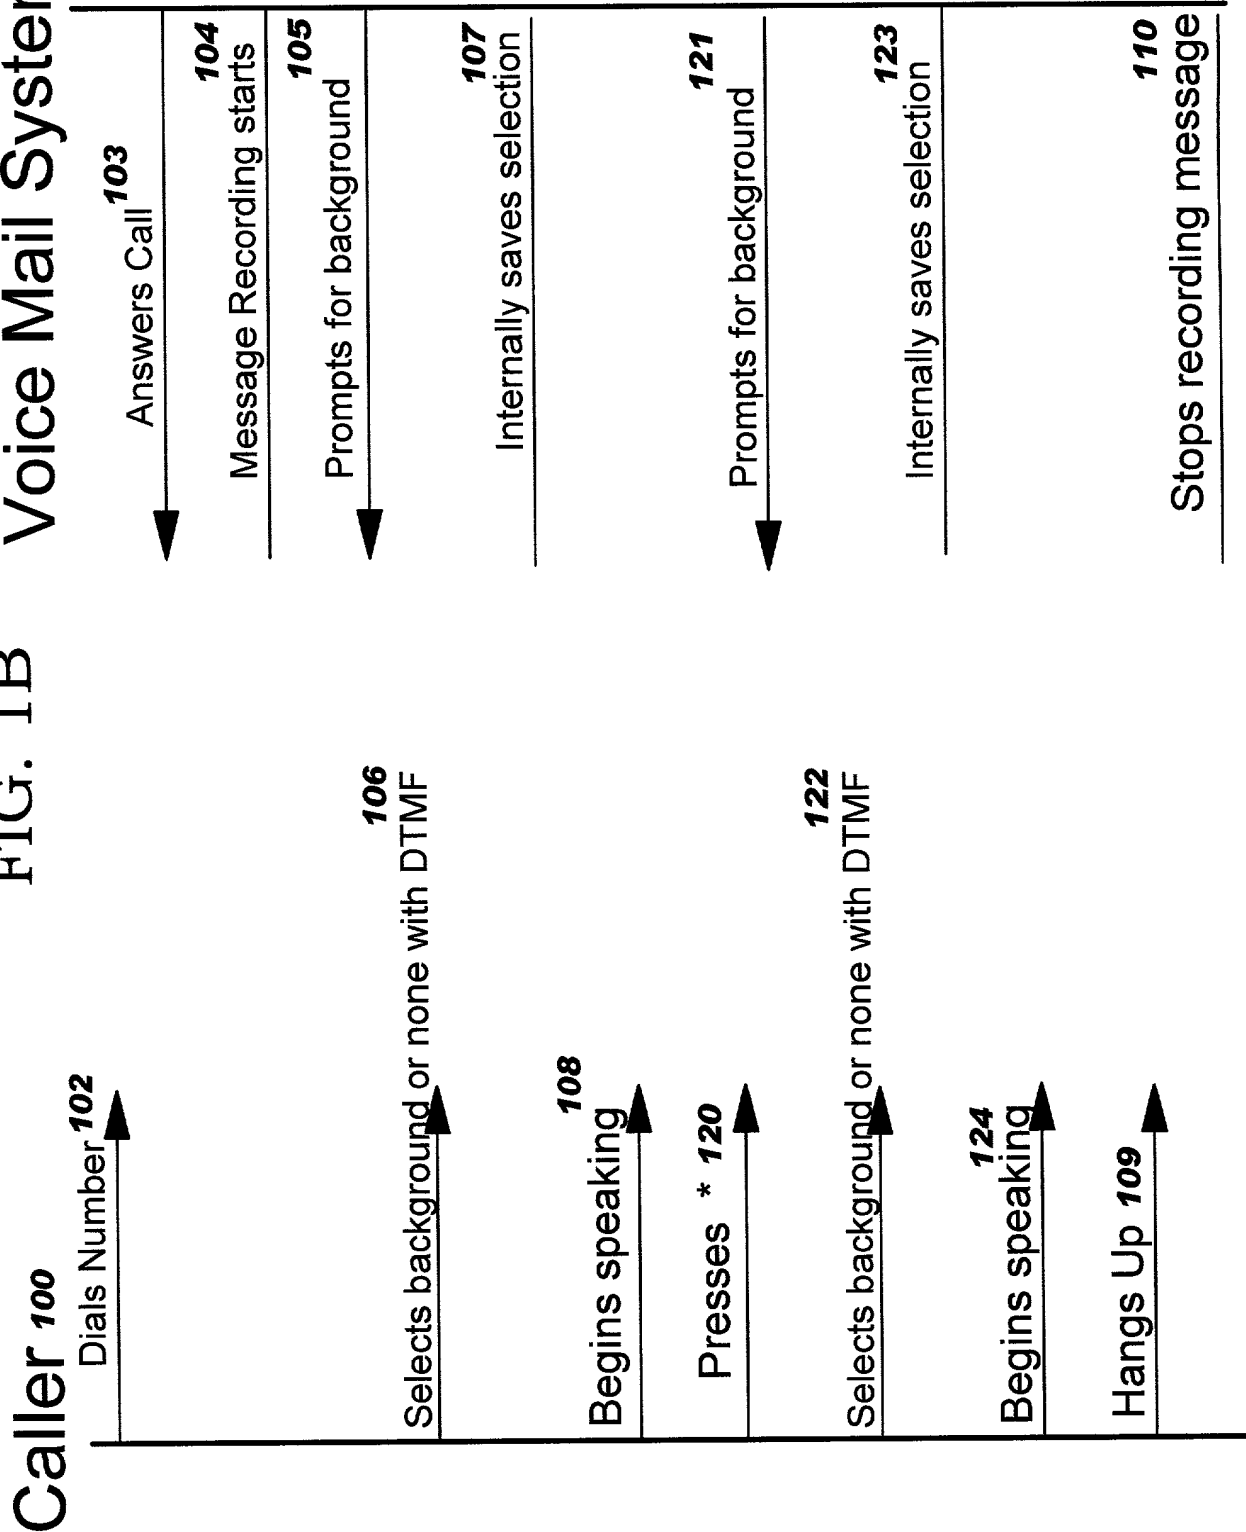 FIG. 1B
Caller 100
Voice Mail System
Dials Number 102
Answers Call 103
Message Recording starts 104
Prompts for background 105
Selects background or none with DTMF 106
Internally saves selection 107
Begins speaking 108
Presses * 120
Prompts for background 121
Selects background or none with DTMF 122
Internally saves selection 123
Begins speaking 124
Hangs Up 109
Stops recording message 110